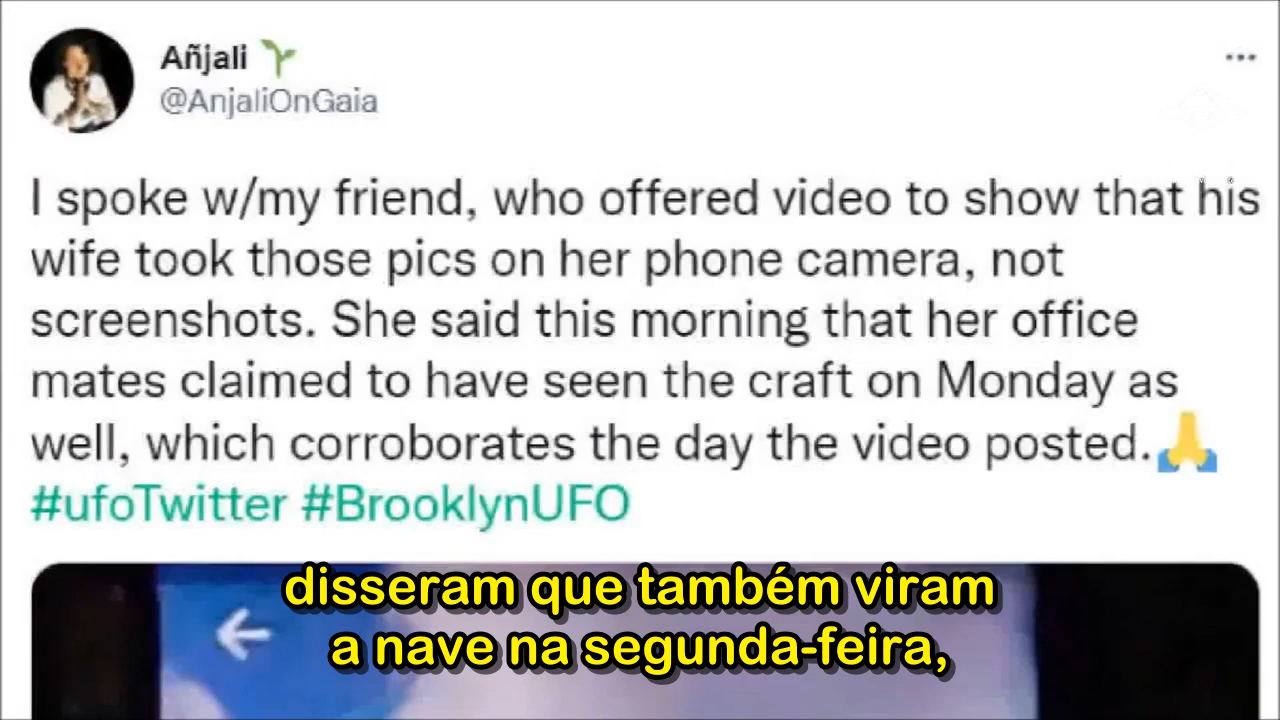 Añjali 🌱
@AnjaliOnGaia
I spoke w/my friend, who offered video to show that his
wife took those pics on her phone camera, not
screenshots. She said this morning that her office
mates claimed to have seen the craft on Monday as
well, which corroborates the day the video posted.🙏
#ufoTwitter #BrooklynUFO
disseram que também viram
a nave na segunda-feira,